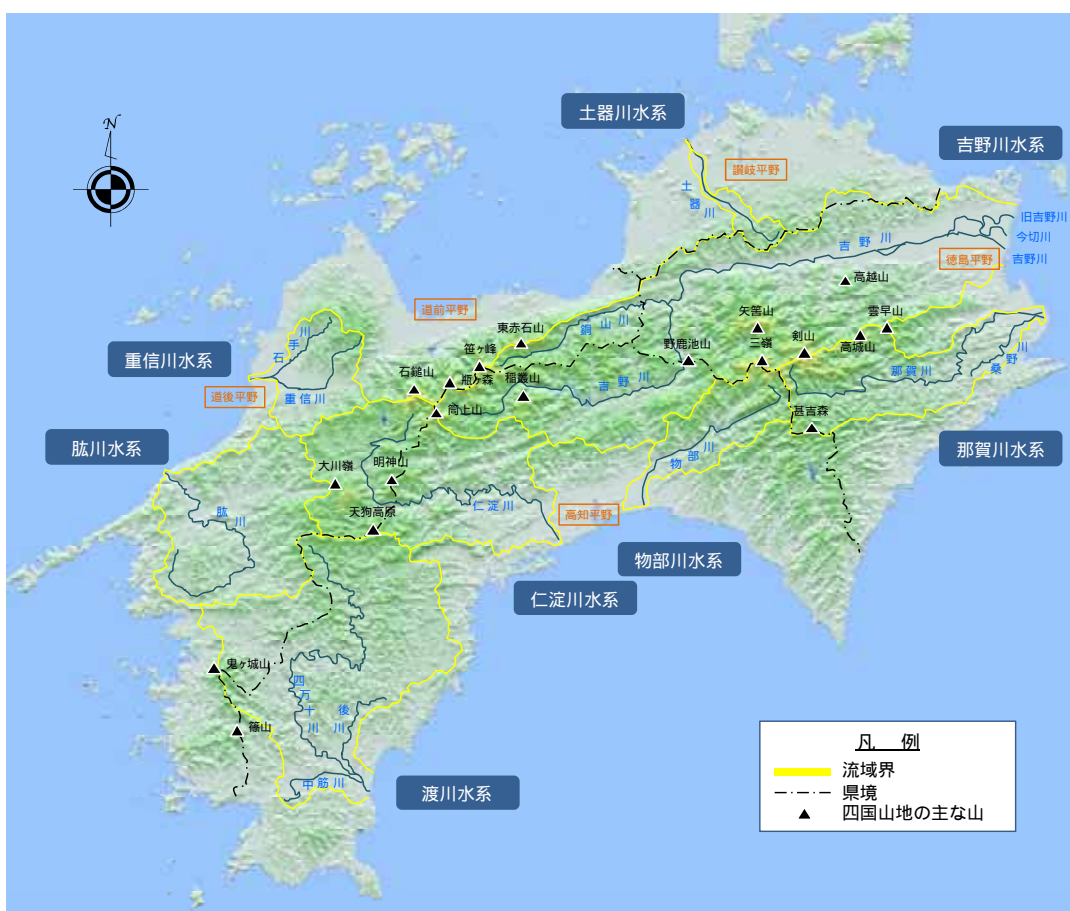 土器川水系
吉野川水系
N
讃岐平野
土器川
旧吉野川
今切川
吉野川
吉野川
徳島平野
高越山
道前平野
銅山川
矢筈山
雲早山
東赤石山
石手川
重信川水系
笹ヶ峰
野鹿池山
三嶺
剣山
高城山
桑野川
石鎚山
瓶ヶ森
稲叢山
吉野川
那賀川
道後平野
重信川
筒上山
甚吉森
肱川水系
物部川
那賀川水系
大川嶺
明神山
肱川
天狗高原
仁淀川
高知平野
物部川水系
仁淀川水系
鬼ヶ城山
四万十川
後川
篠山
中筋川
渡川水系
凡 例
流域界
県境
四国山地の主な山